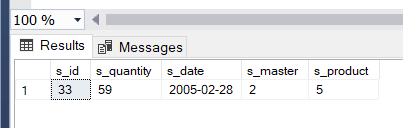 100 %
Results Messages
s_id s_quantity s_date s_master s_product
1 33 59 2005-02-28 2 5